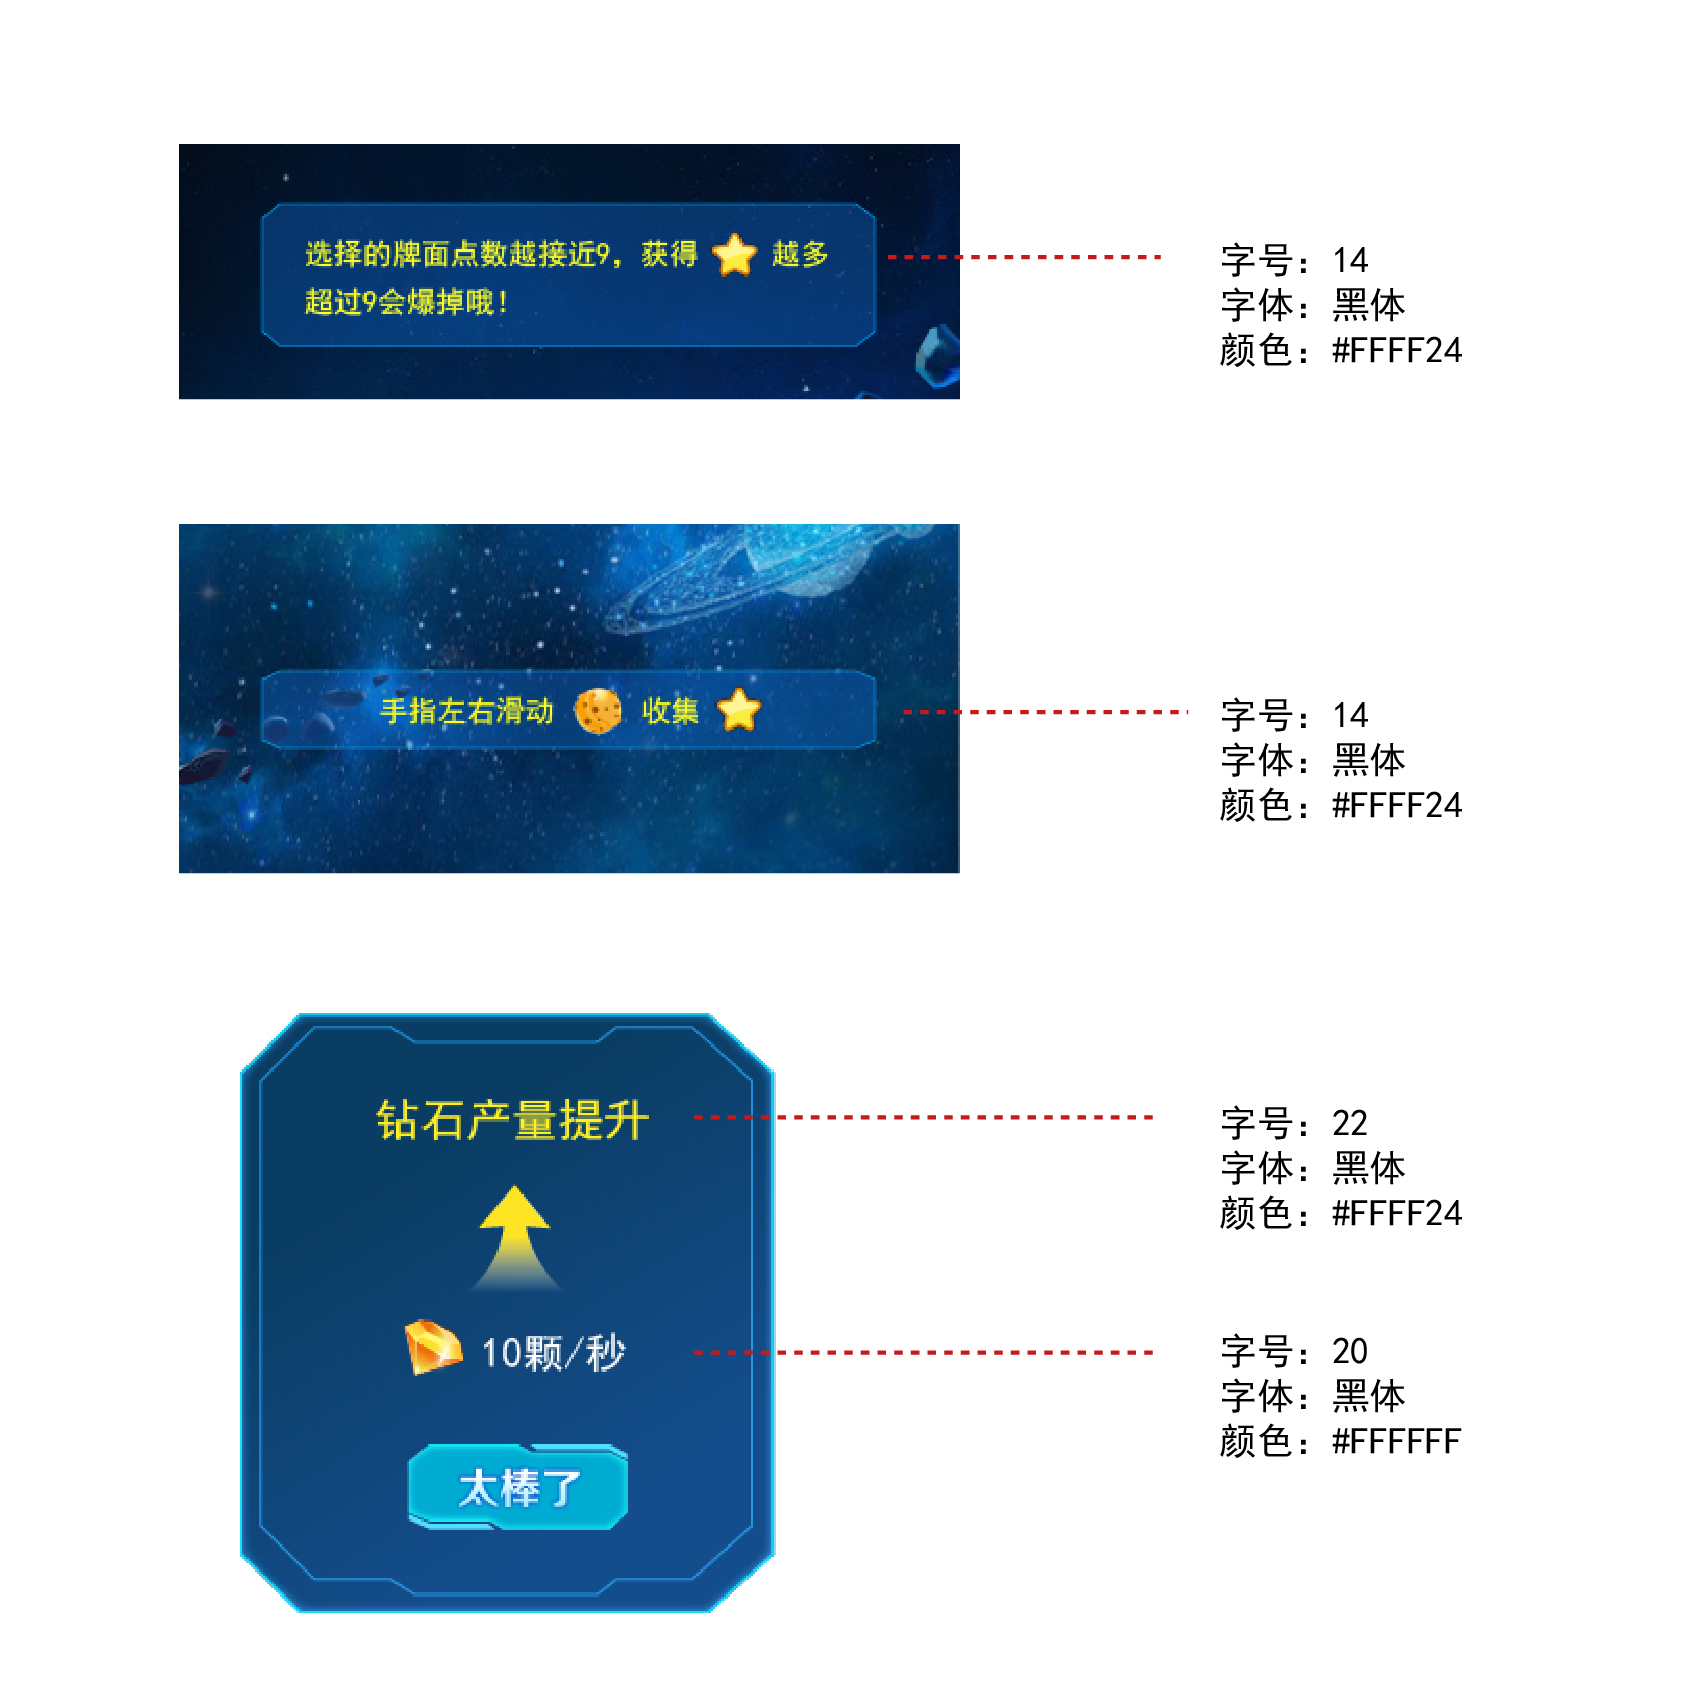 选择的牌面点数越接近9，获得 越多
超过9会爆掉哦！
字号：14
字体：黑体
颜色：#FFFF24
手指左右滑动 收集
字号：14
字体：黑体
颜色：#FFFF24
钻石产量提升
字号：22
字体：黑体
颜色：#FFFF24
10颗/秒
字号：20
字体：黑体
颜色：#FFFFFF
太棒了